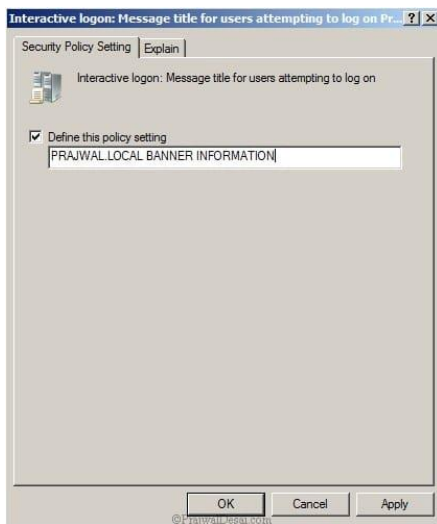 Interactive logon: Message title for users attempting to log on Pr... ? X
Security Policy Setting Explain
Interactive logon: Message title for users attempting to log on
Define this policy setting
PRAJWAL.LOCAL BANNER INFORMATION
OK Cancel Apply
©PrajwalDesai.com